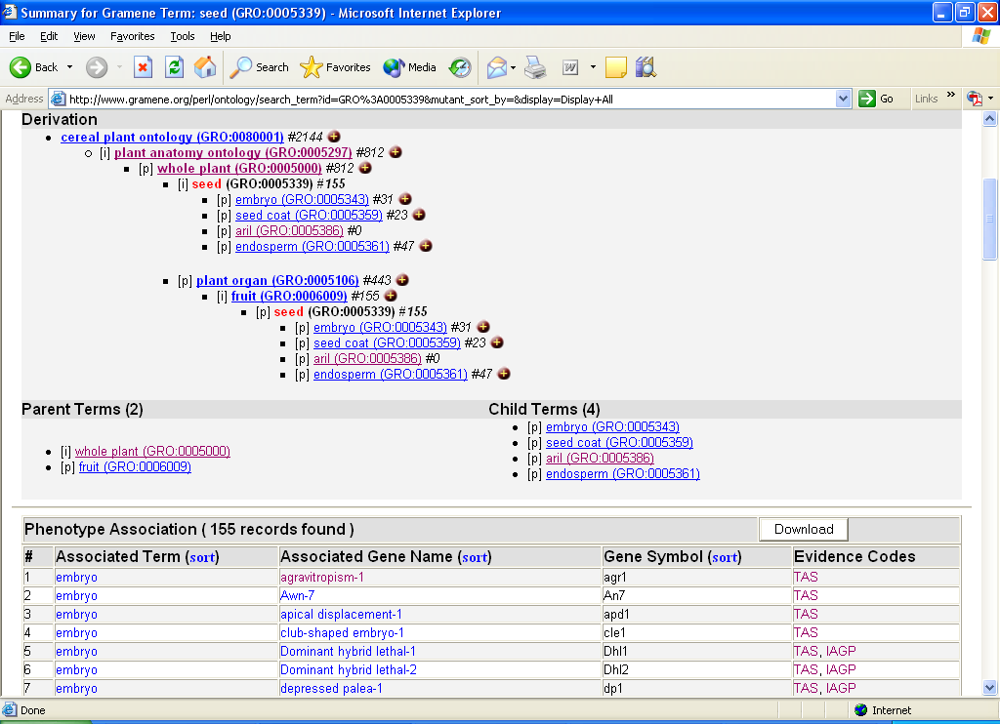 Summary for Gramene Term: seed (GRO:0005339) - Microsoft Internet Explorer
File Edit View Favorites Tools Help
Back Search Favorites Media
Address http://www.gramene.org/perl/ontology/search_term?id=GRO%3A0005339&mutant_sort_by=&display=Display+All Go Links »
Derivation
cereal plant ontology (GRO:0080001) #2144
[i] plant anatomy ontology (GRO:0005297) #812
[p] whole plant (GRO:0005000) #812
[i] seed (GRO:0005339) #155
[p] embryo (GRO:0005343) #31
[p] seed coat (GRO:0005359) #23
[p] aril (GRO:0005386) #0
[p] endosperm (GRO:0005361) #47
[p] plant organ (GRO:0005106) #443
[i] fruit (GRO:0006009) #155
[p] seed (GRO:0005339) #155
[p] embryo (GRO:0005343) #31
[p] seed coat (GRO:0005359) #23
[p] aril (GRO:0005386) #0
[p] endosperm (GRO:0005361) #47
Parent Terms (2)
[i] whole plant (GRO:0005000)
[p] fruit (GRO:0006009)
Child Terms (4)
[p] embryo (GRO:0005343)
[p] seed coat (GRO:0005359)
[p] aril (GRO:0005386)
[p] endosperm (GRO:0005361)
Phenotype Association ( 155 records found ) Download
# Associated Term (sort) Associated Gene Name (sort) Gene Symbol (sort) Evidence Codes
1 embryo agravitropism-1 agr1 TAS
2 embryo Awn-7 An7 TAS
3 embryo apical displacement-1 apd1 TAS
4 embryo club-shaped embryo-1 cle1 TAS
5 embryo Dominant hybrid lethal-1 Dhl1 TAS, IAGP
6 embryo Dominant hybrid lethal-2 Dhl2 TAS, IAGP
7 embryo depressed palea-1 dp1 TAS, IAGP
Done Internet